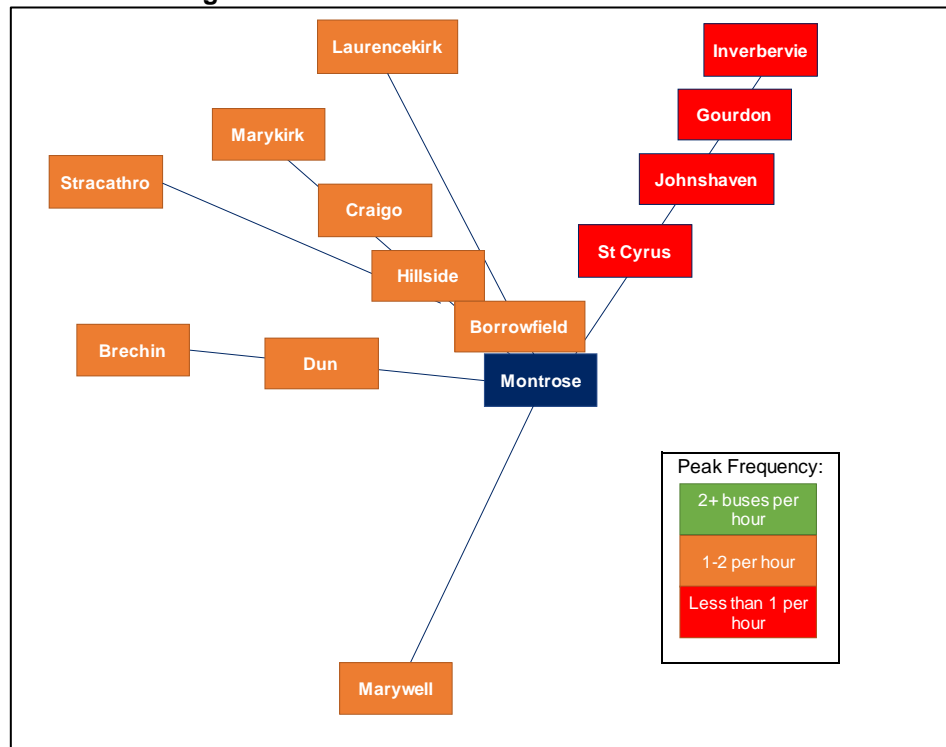 g
Laurencekirk
Inverbervie
Gourdon
Marykirk
Johnshaven
Stracathro
Craigo
St Cyrus
Hillside
Borrowfield
Brechin
Dun
Montrose
Peak Frequency:
2+ buses per
hour
1-2 per hour
Less than 1 per
hour
Marywell